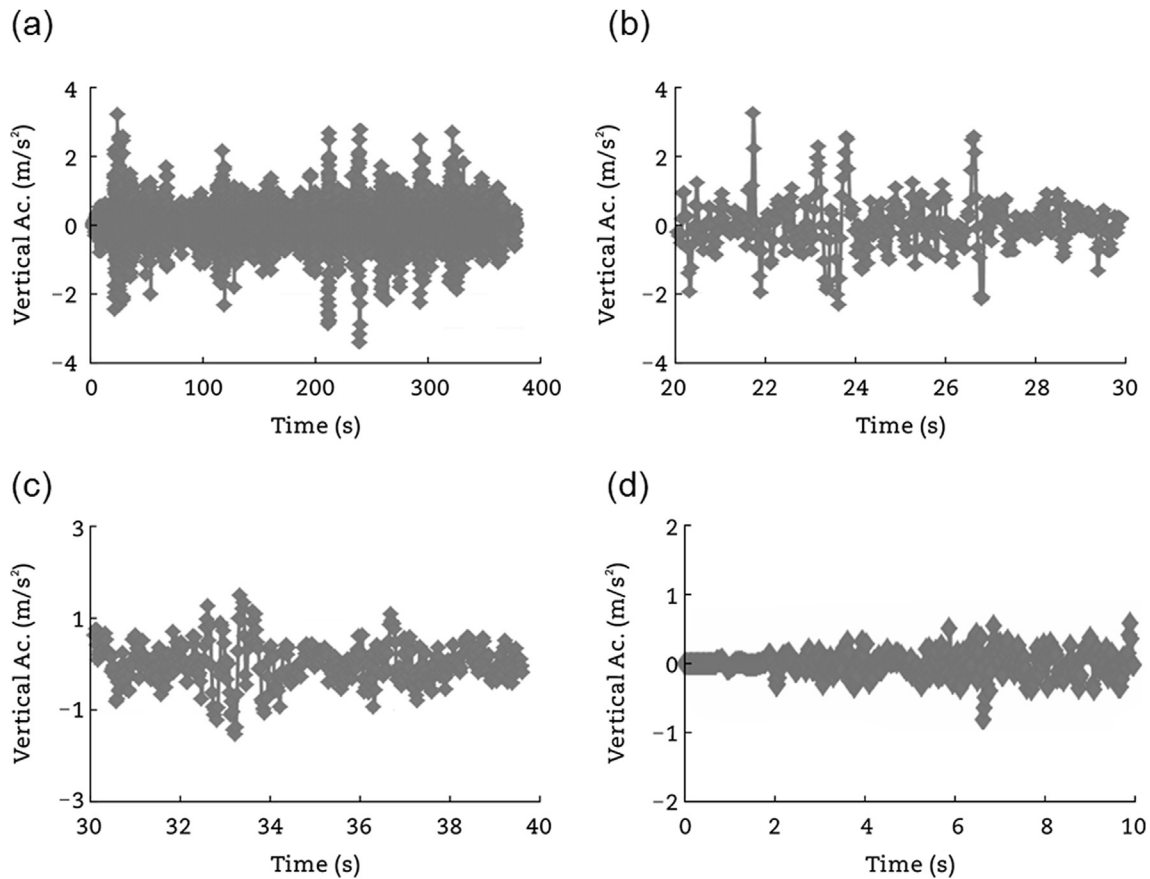 (a)
4
2
0
−2
−4
Vertical Ac. (m/s²)
0 100 200 300 400
Time (s)
(b)
4
2
0
−2
−4
Vertical Ac. (m/s²)
20 22 24 26 28 30
Time (s)
(c)
3
1
−1
−3
Vertical Ac. (m/s²)
30 32 34 36 38 40
Time (s)
(d)
2
1
0
−1
−2
Vertical Ac. (m/s²)
0 2 4 6 8 10
Time (s)